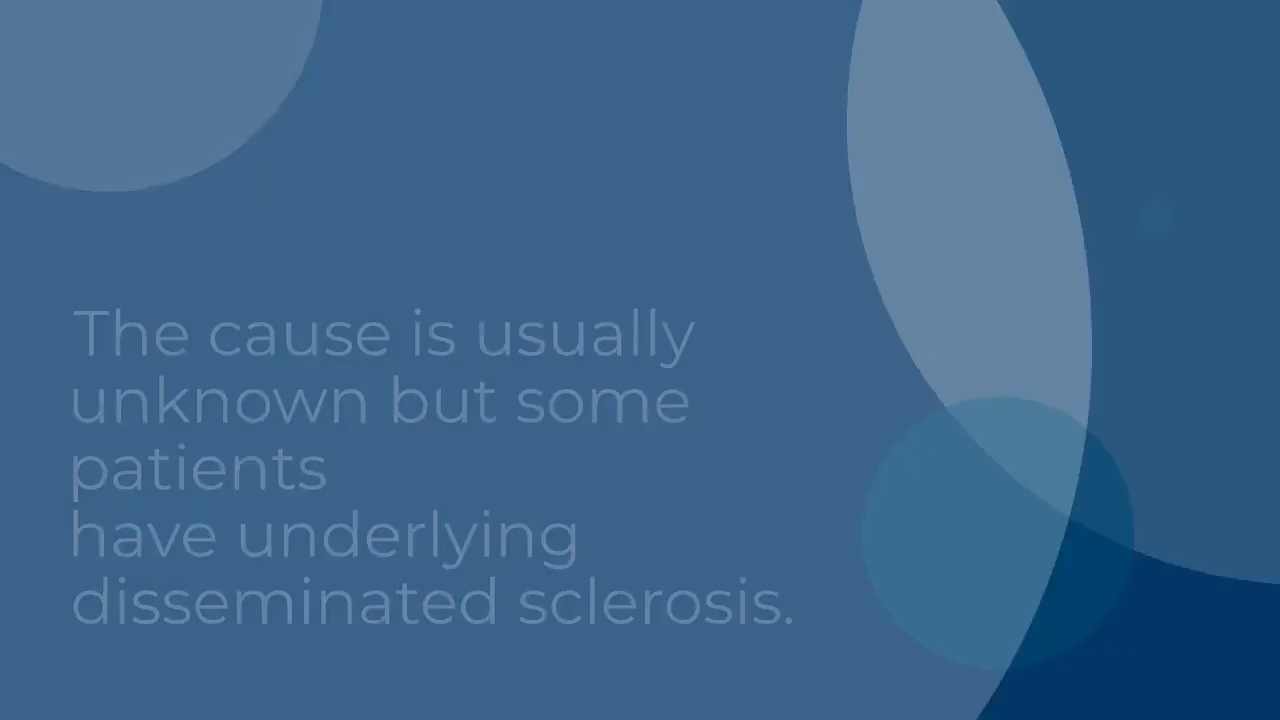 The cause is usually
unknown but some
patients
have underlying
disseminated sclerosis.